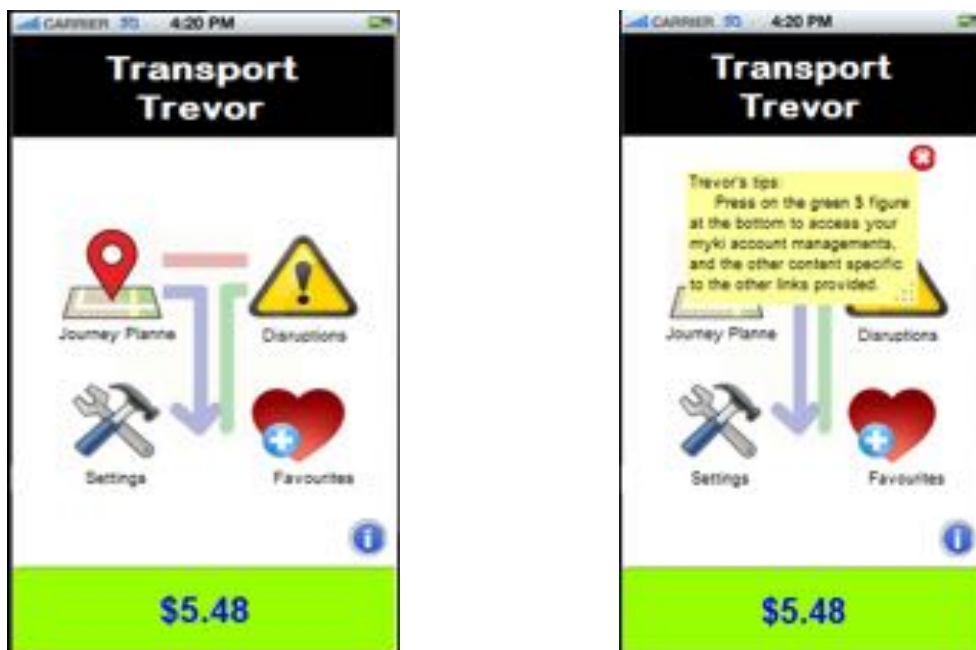 CARRIER 3G 4:20 PM
Transport
Trevor
Journey Planne
Disruptions
Settings
Favourites
i
$5.48
CARRIER 3G 4:20 PM
Transport
Trevor
Trevor's tips:
Press on the green $ figure
at the bottom to access your
myki account managements,
and the other content specific
to the other links provided.
Journey Planne
Disruptions
Settings
Favourites
i
$5.48